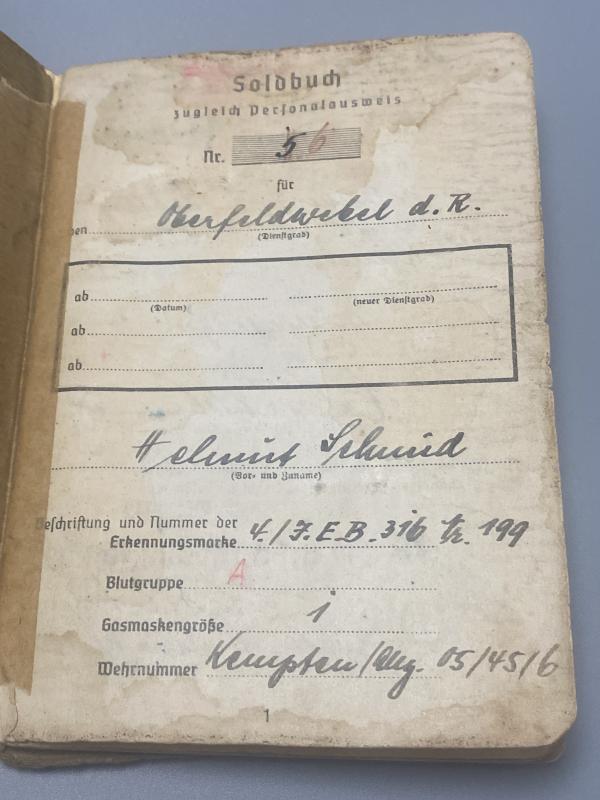 Soldbuch
zugleich Personalausweis
Nr. 56
für
en Oberfeldwebel d. R.
(Dienstgrad)
ab
(Datum) (neuer Dienstgrad)
ab
ab
Helmut Schmid
(Vor- und Zuname)
Beschriftung und Nummer der
Erkennungsmarke 4./J.E.B. 316 Nr. 199
Blutgruppe A
Gasmaskengröße 1
Wehrnummer Kempten/Allg. 05/45/6
1